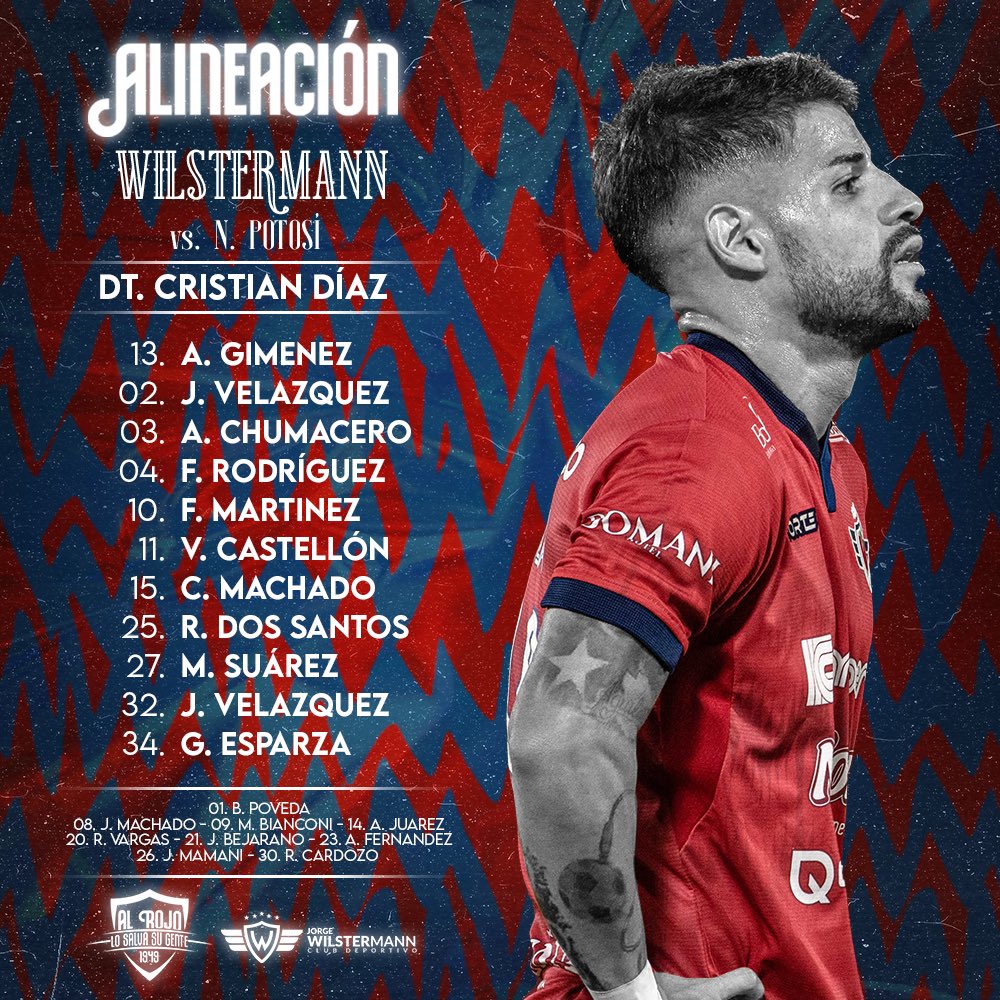 ALINEACIÓN
WILSTERMANN
vs. N. POTOSÍ
DT. CRISTIAN DÍAZ
13. A. GIMENEZ
02. J. VELAZQUEZ
03. A. CHUMACERO
04. F. RODRÍGUEZ
10. F. MARTINEZ
11. V. CASTELLÓN
15. C. MACHADO
25. R. DOS SANTOS
27. M. SUÁREZ
32. J. VELAZQUEZ
34. G. ESPARZA
01. B. POVEDA
08. J. MACHADO - 09. M. BIANCONI - 14. A. JUAREZ
20. R. VARGAS - 21. J. BEJARANO - 23. A. FERNANDEZ
26. J. MAMANI - 30. R. CARDOZO
AL ROJO
LO SALVA SU GENTE
1949
W
JORGE
WILSTERMANN
CLUB DEPORTIVO